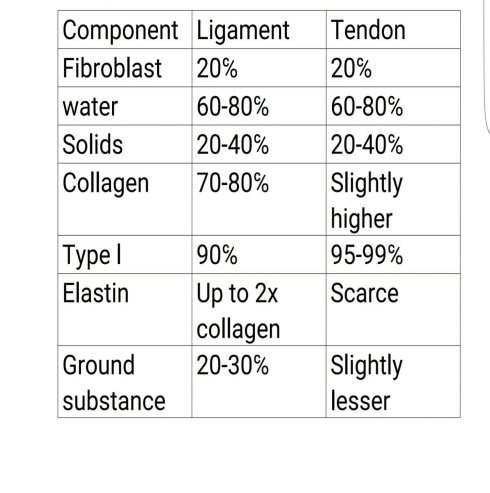 Component Ligament Tendon
Fibroblast 20% 20%
water 60-80% 60-80%
Solids 20-40% 20-40%
Collagen 70-80% Slightly
higher
Type I 90% 95-99%
Elastin Up to 2x Scarce
collagen
Ground 20-30% Slightly
substance lesser